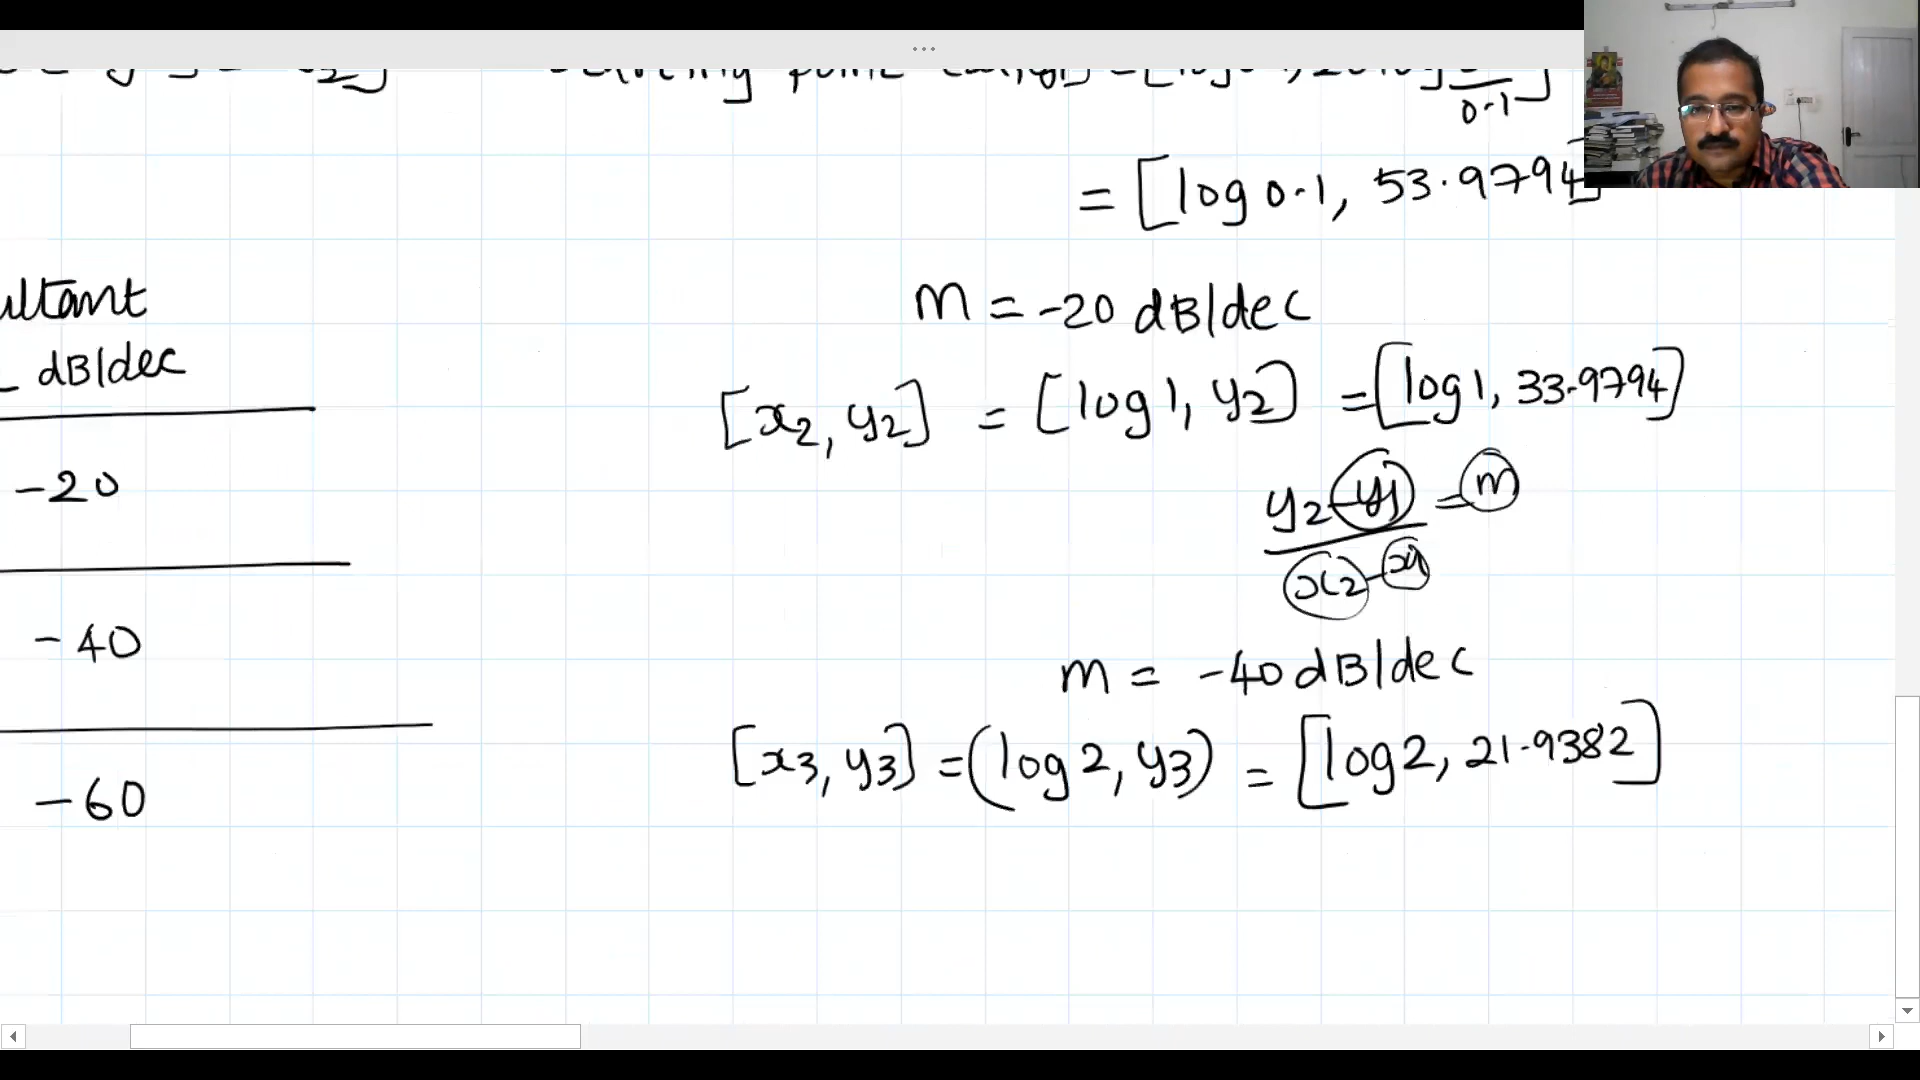 0.1
= [log 0.1, 53.9794]
ultant
m = -20 dB/dec
dB/dec
[x2, y2] = [log 1, y2] = [log 1, 33.9794]
-20
y2 - y1 = m
x2 - x1
-40
m = -40 dB/dec
[x3, y3] = (log 2, y3) = [log 2, 21.9382]
-60